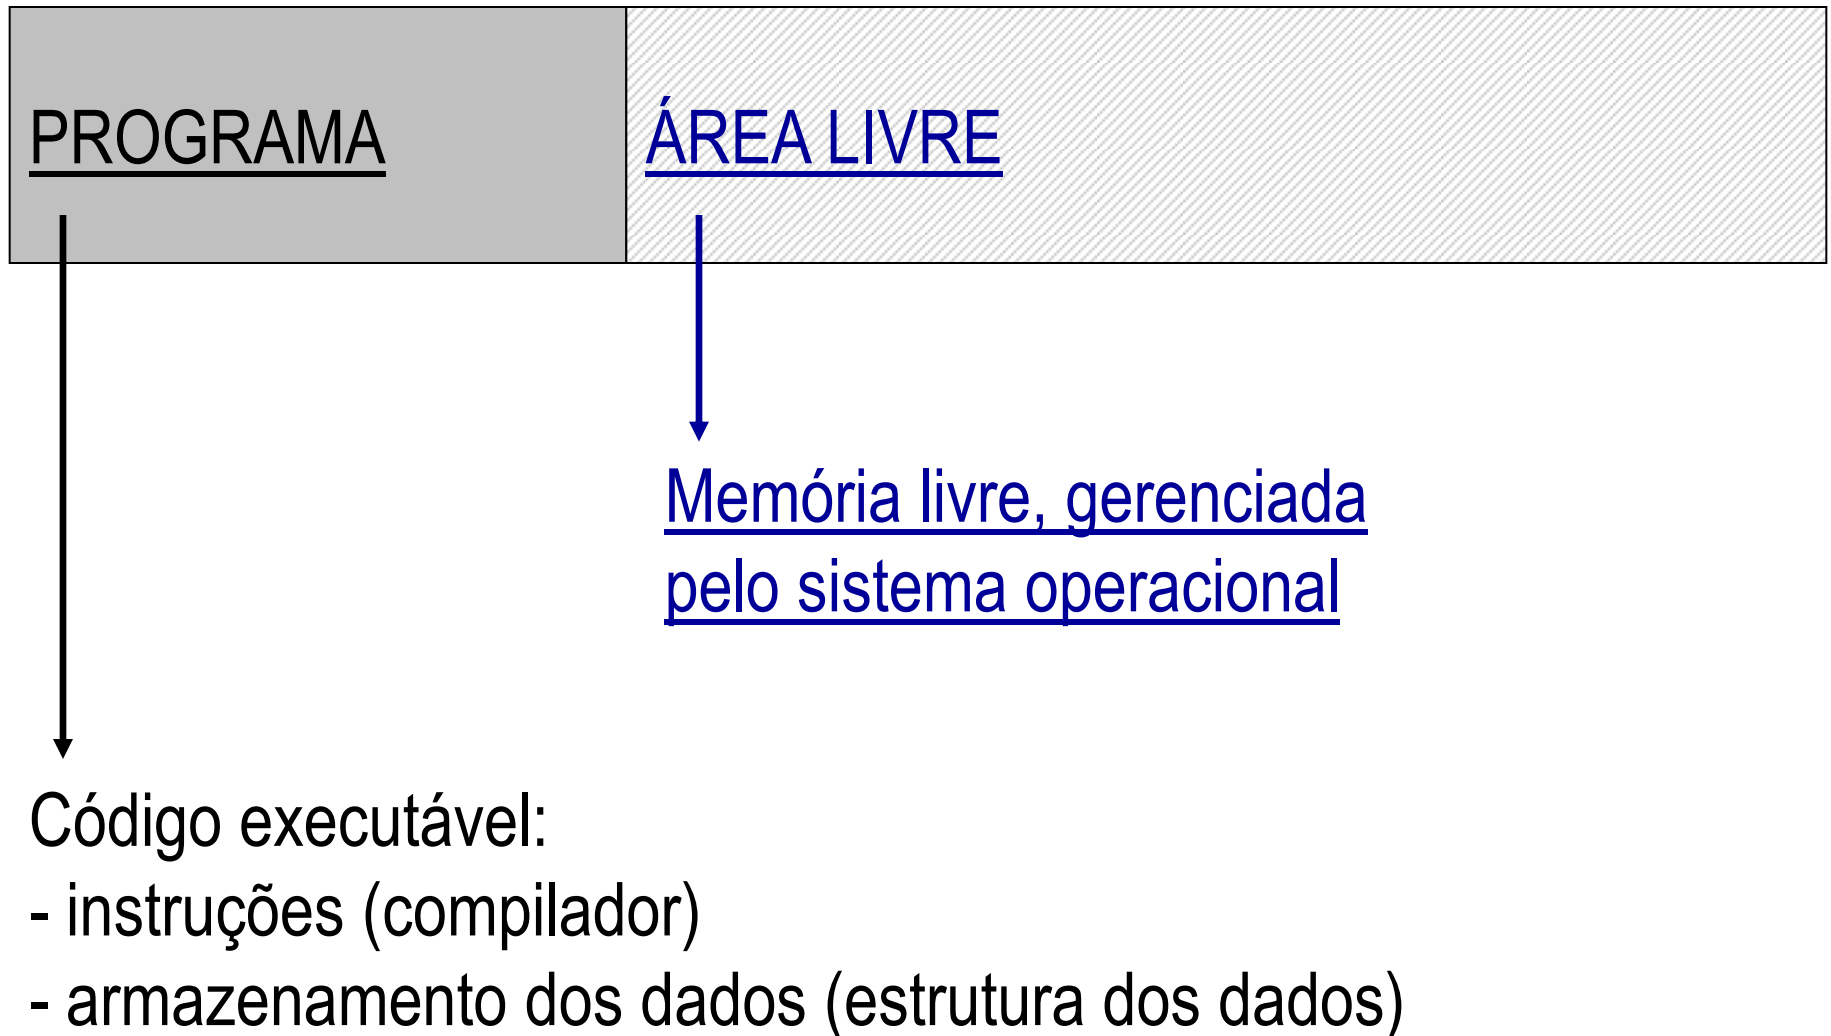 PROGRAMA
ÁREA LIVRE
Memória livre, gerenciada
pelo sistema operacional
Código executável:
- instruções (compilador)
- armazenamento dos dados (estrutura dos dados)